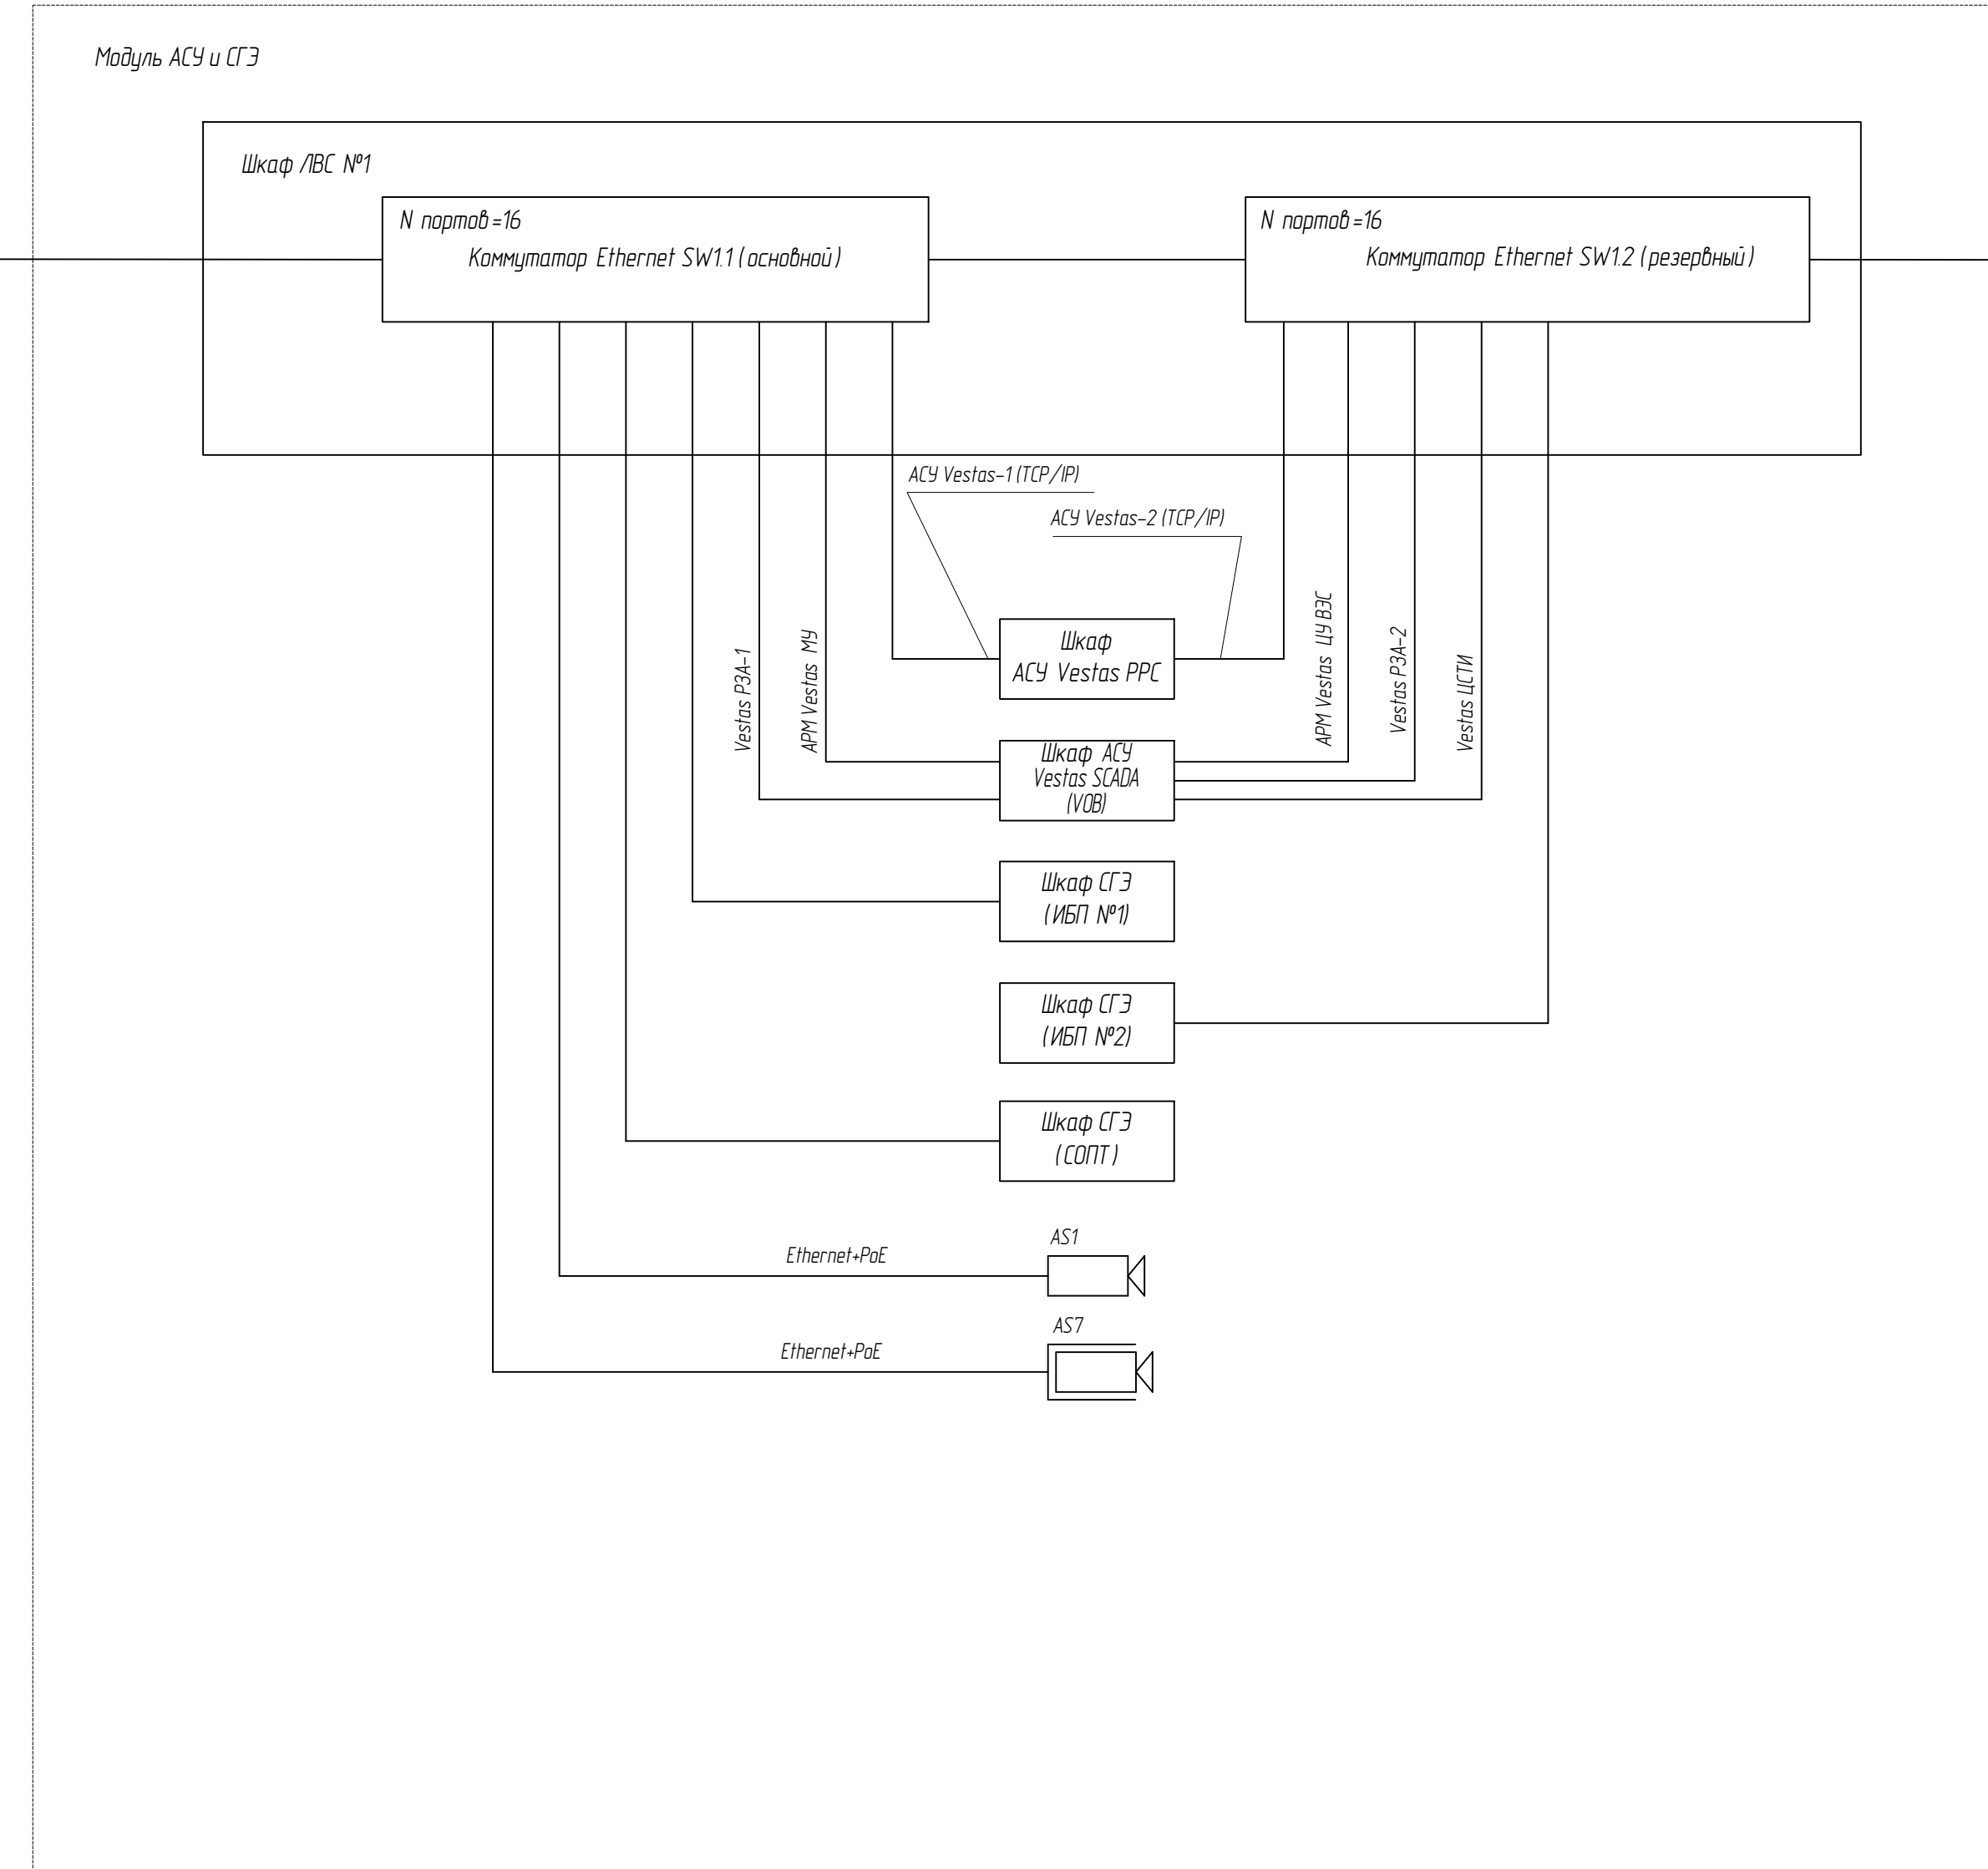 Модуль АСУ и СГЭ
Шкаф ЛВС №1
N портов=16
Коммутатор Ethernet SW1.1 (основной)
N портов=16
Коммутатор Ethernet SW1.2 (резервный)
АСУ Vestas-1 (TCP/IP)
АСУ Vestas-2 (TCP/IP)
Vestas РЗА-1
АРМ Vestas МУ
Шкаф
АСУ Vestas PPC
АРМ Vestas ЦУ ВЭС
Vestas РЗА-2
Vestas ЦСТИ
Шкаф АСУ
Vestas SCADA
(VOB)
Шкаф СГЭ
(ИБП №1)
Шкаф СГЭ
(ИБП №2)
Шкаф СГЭ
(СОПТ)
AS1
Ethernet+PoE
AS7
Ethernet+PoE